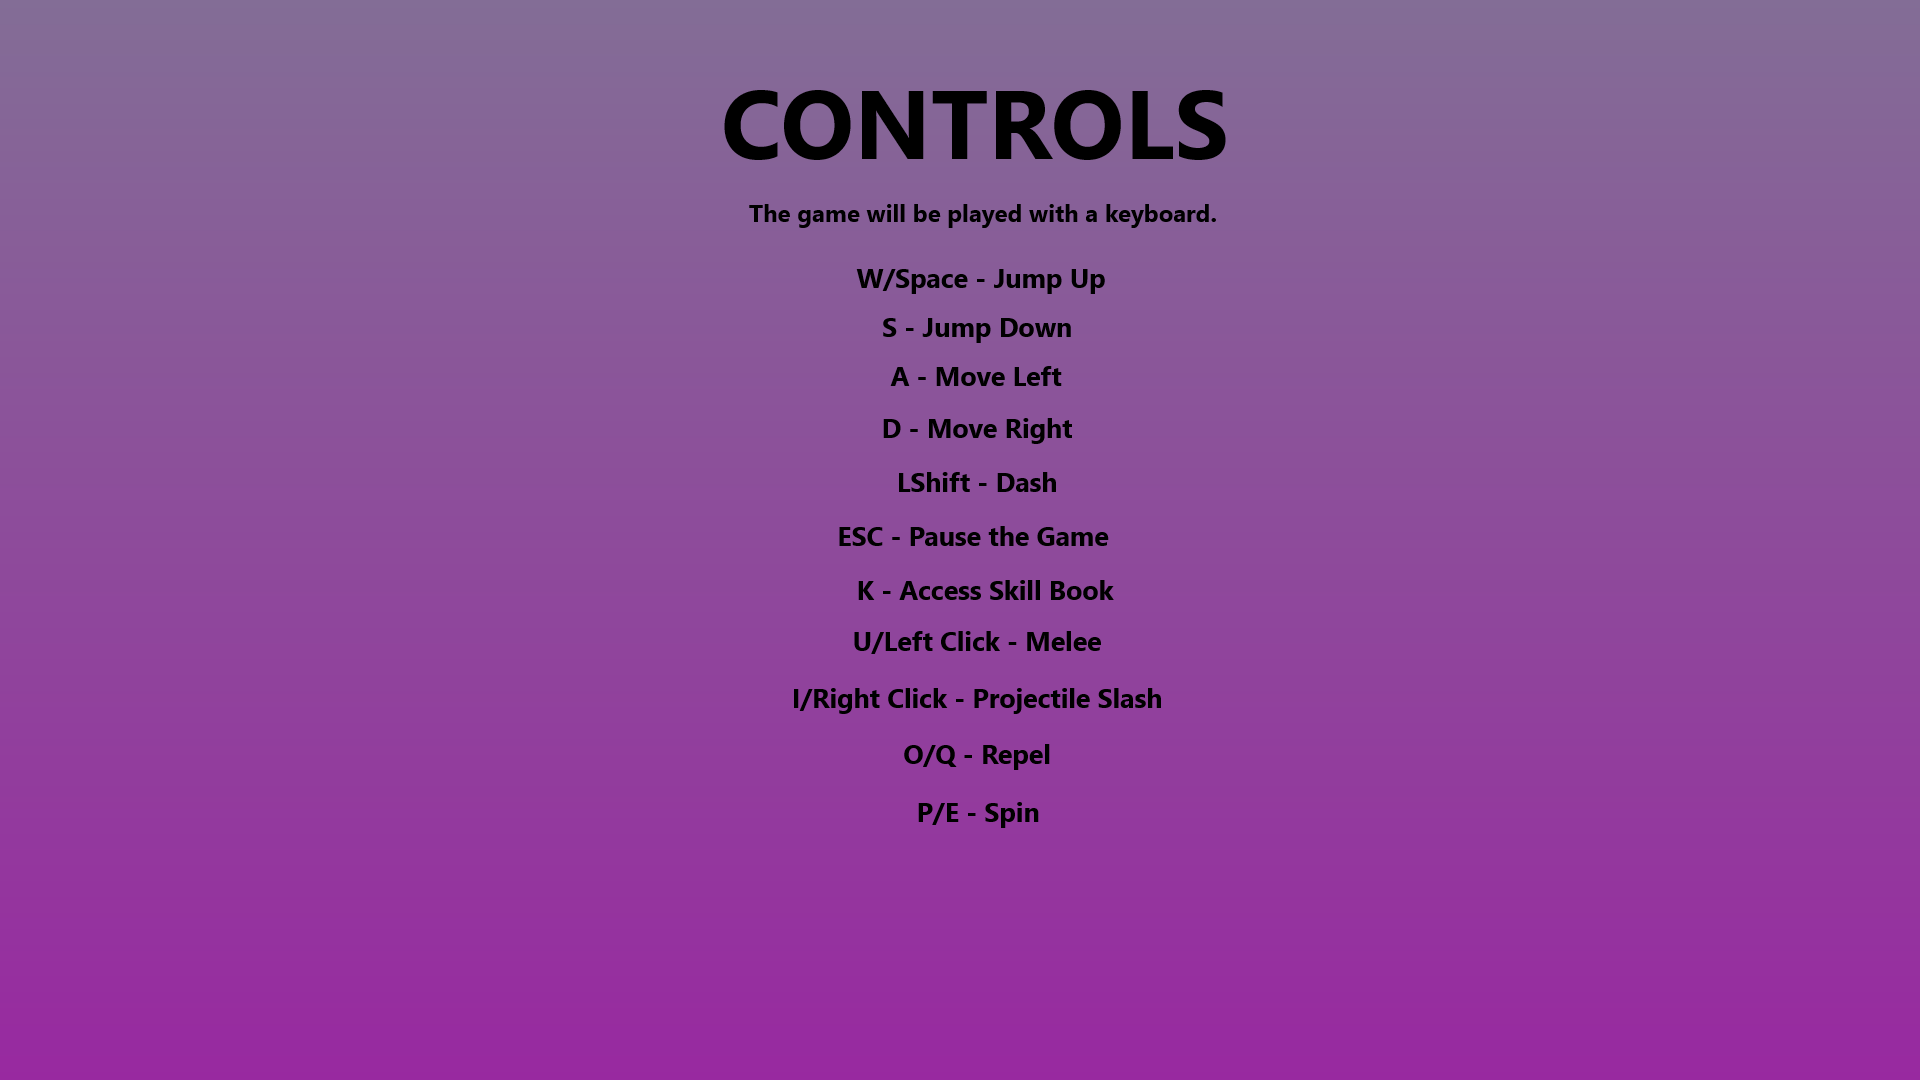 CONTROLS
The game will be played with a keyboard.
W/Space - Jump Up
S - Jump Down
A - Move Left
D - Move Right
LShift - Dash
ESC - Pause the Game
K - Access Skill Book
U/Left Click - Melee
I/Right Click - Projectile Slash
O/Q - Repel
P/E - Spin